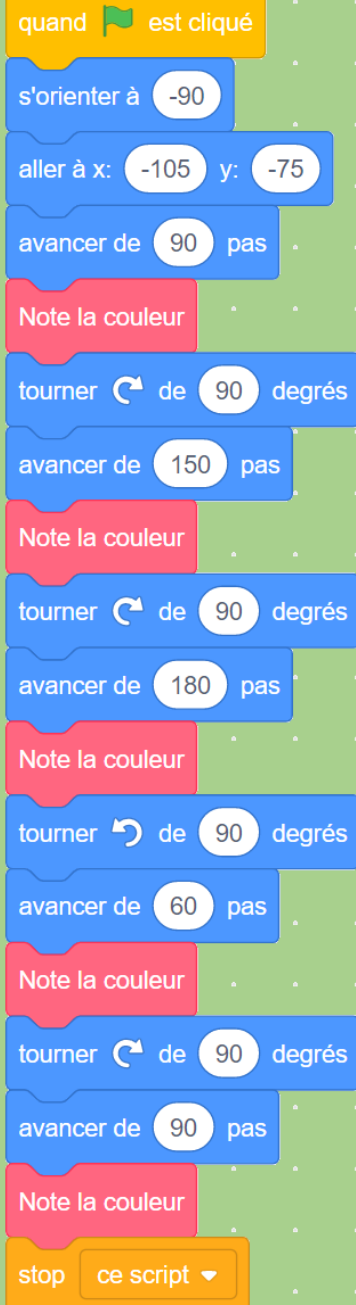 quand est cliqué
s'orienter à -90
aller à x: -105 y: -75
avancer de 90 pas
Note la couleur
tourner de 90 degrés
avancer de 150 pas
Note la couleur
tourner de 90 degrés
avancer de 180 pas
Note la couleur
tourner de 90 degrés
avancer de 60 pas
Note la couleur
tourner de 90 degrés
avancer de 90 pas
Note la couleur
stop ce script